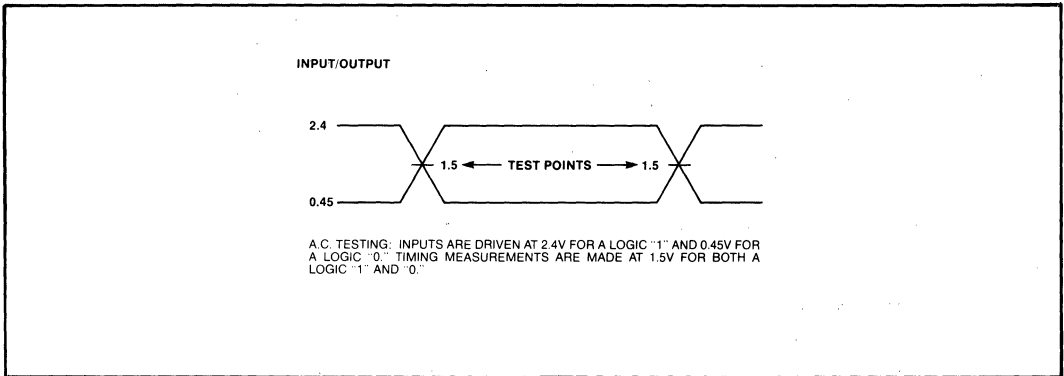 INPUT/OUTPUT
2.4
1.5 TEST POINTS 1.5
0.45
A.C. TESTING: INPUTS ARE DRIVEN AT 2.4V FOR A LOGIC "1" AND 0.45V FOR
A LOGIC "0." TIMING MEASUREMENTS ARE MADE AT 1.5V FOR BOTH A
LOGIC "1" AND "0."